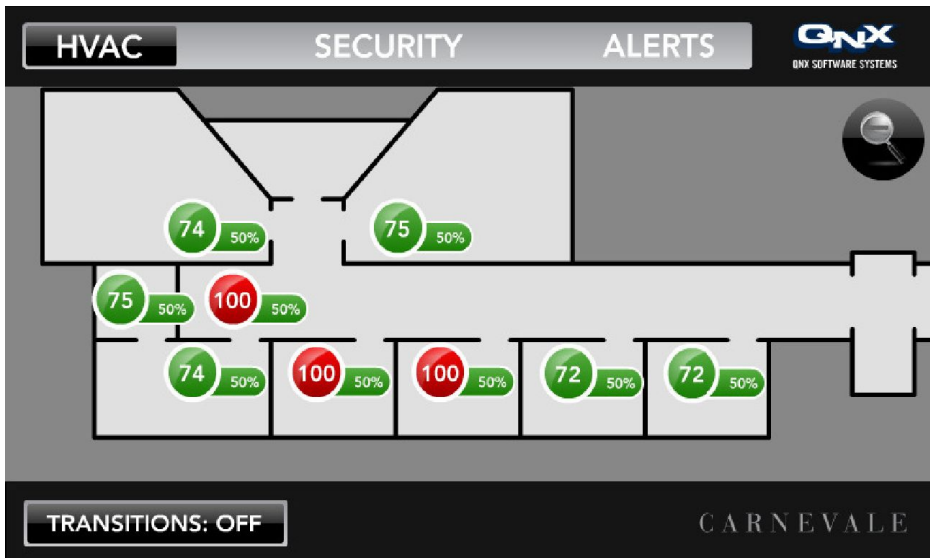 HVAC SECURITY ALERTS
QNX
QNX SOFTWARE SYSTEMS
74 50% 75 50%
75 50% 100 50%
74 50% 100 50% 100 50% 72 50% 72 50%
TRANSITIONS: OFF CARNEVALE